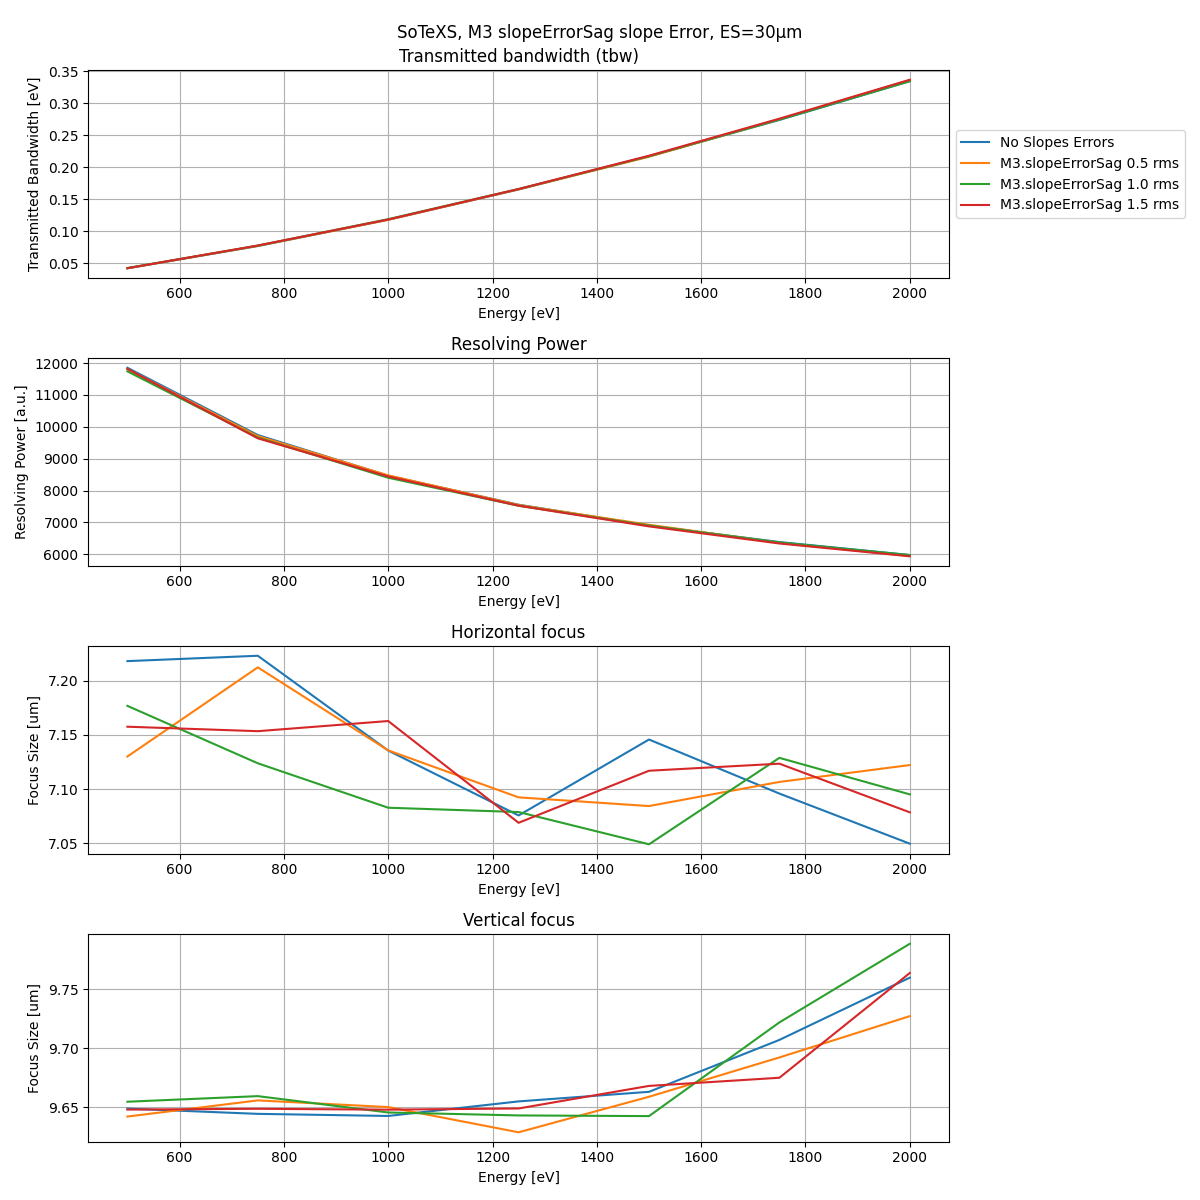 SoTeXS, M3 slopeErrorSag slope Error, ES=30μm
Transmitted bandwidth (tbw)
Transmitted Bandwidth [eV]
0.35
0.30
0.25
0.20
0.15
0.10
0.05
600 800 1000 1200 1400 1600 1800 2000
Energy [eV]
No Slopes Errors
M3.slopeErrorSag 0.5 rms
M3.slopeErrorSag 1.0 rms
M3.slopeErrorSag 1.5 rms
Resolving Power
Resolving Power [a.u.]
12000
11000
10000
9000
8000
7000
6000
600 800 1000 1200 1400 1600 1800 2000
Energy [eV]
Horizontal focus
Focus Size [um]
7.20
7.15
7.10
7.05
600 800 1000 1200 1400 1600 1800 2000
Energy [eV]
Vertical focus
Focus Size [um]
9.75
9.70
9.65
600 800 1000 1200 1400 1600 1800 2000
Energy [eV]